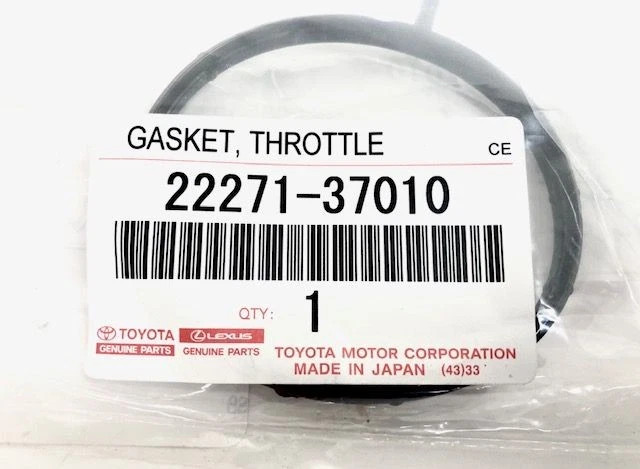 GASKET, THROTTLE CE
22271-37010
QTY: 1
TOYOTA LEXUS
GENUINE PARTS GENUINE PARTS
TOYOTA MOTOR CORPORATION
MADE IN JAPAN (43)33